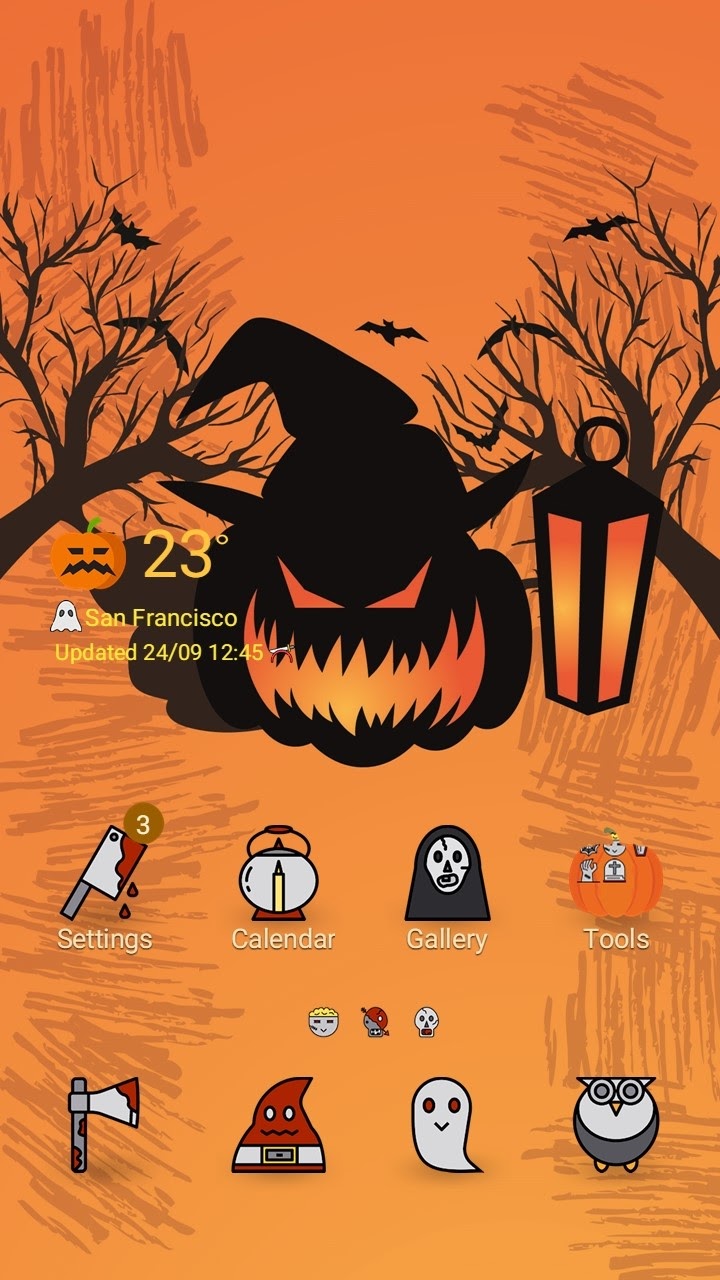 23°
San Francisco
Updated 24/09 12:45
3
Settings
Calendar
Gallery
Tools